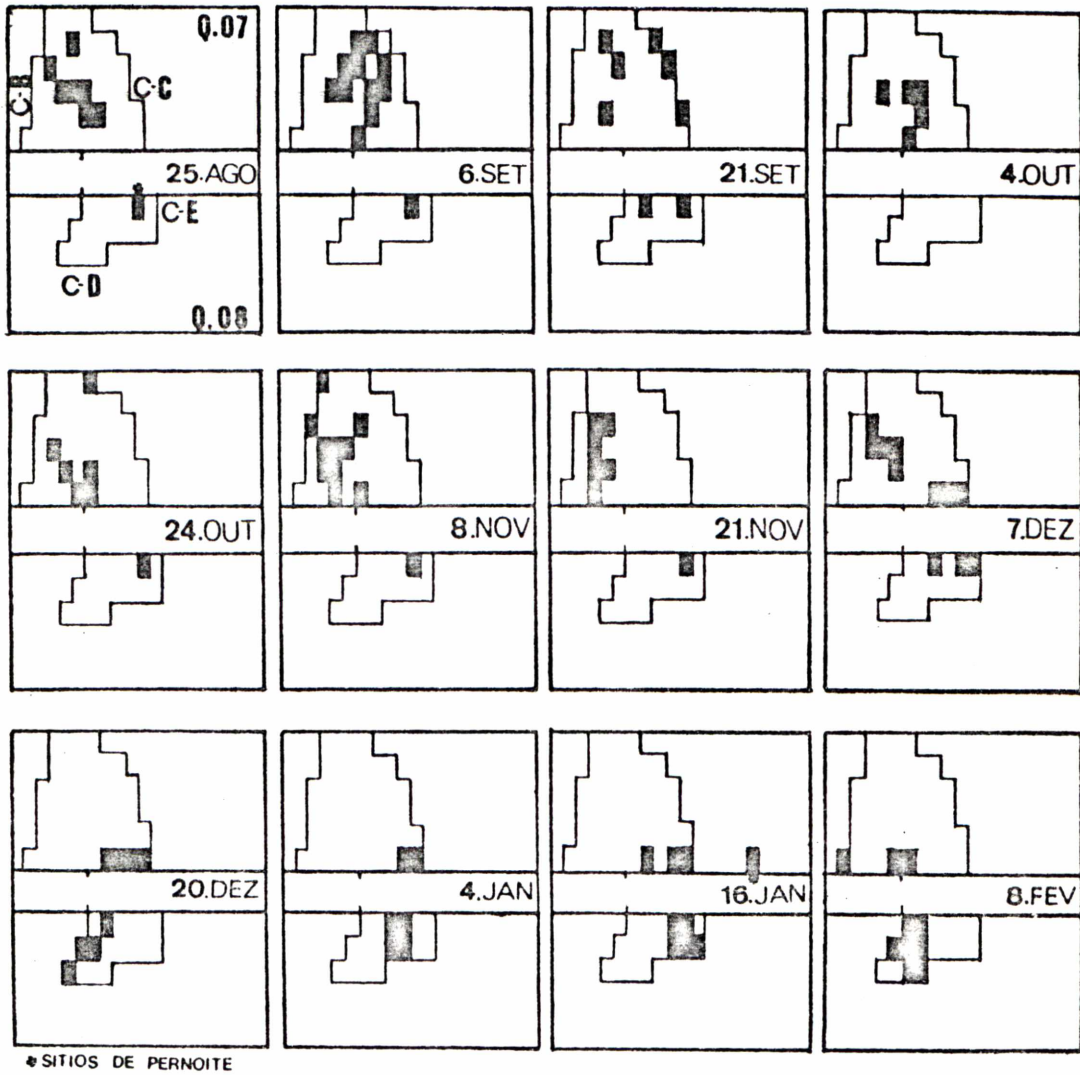 Q.07
C-B
C-C
25.AGO
6.SET
21.SET
4.OUT
C-E
C-D
Q.08
24.OUT
8.NOV
21.NOV
7.DEZ
20.DEZ
4.JAN
16.JAN
8.FEV
* SITIOS DE PERNOITE